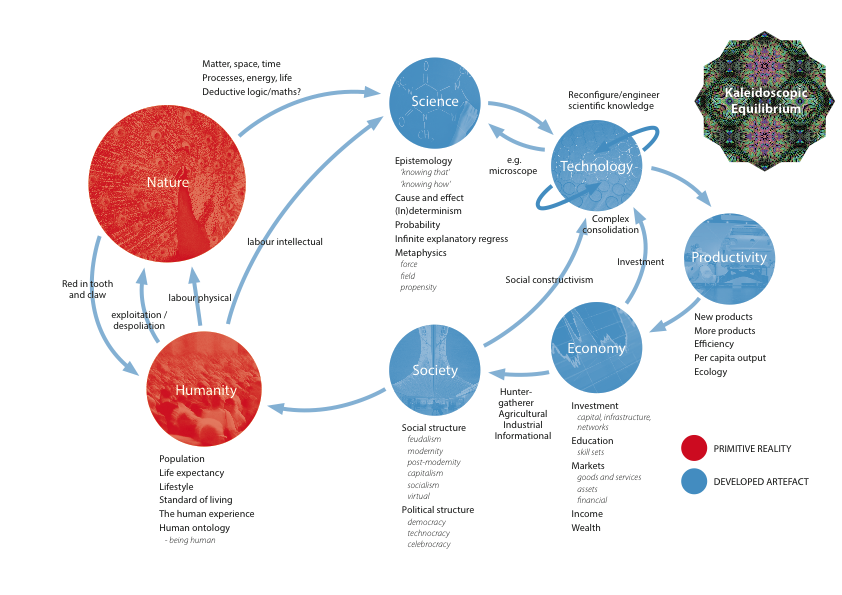 Matter, space, time
Processes, energy, life
Deductive logic/maths?
Science
Reconfigure/engineer
scientific knowledge
Kaleidoscopic
Equilibrium
Nature
Epistemology
'knowing that'
'knowing how'
Cause and effect
(In)determinism
Probability
Infinite explanatory regress
Metaphysics
force
field
propensity
e.g.
microscope
Technology
Complex
consolidation
labour intellectual
Social constructivism
Investment
Productivity
New products
More products
Efficiency
Per capita output
Ecology
Red in tooth
and claw
exploitation /
despoliation
labour physical
Humanity
Population
Life expectancy
Lifestyle
Standard of living
The human experience
Human ontology
- being human
Society
Social structure
feudalism
modernity
post-modernity
capitalism
socialism
virtual
Political structure
democracy
technocracy
celebrocracy
Hunter-
gatherer
Agricultural
Industrial
Informational
Economy
Investment
capital, infrastructure,
networks
Education
skill sets
Markets
goods and services
assets
financial
Income
Wealth
PRIMITIVE REALITY
DEVELOPED ARTEFACT